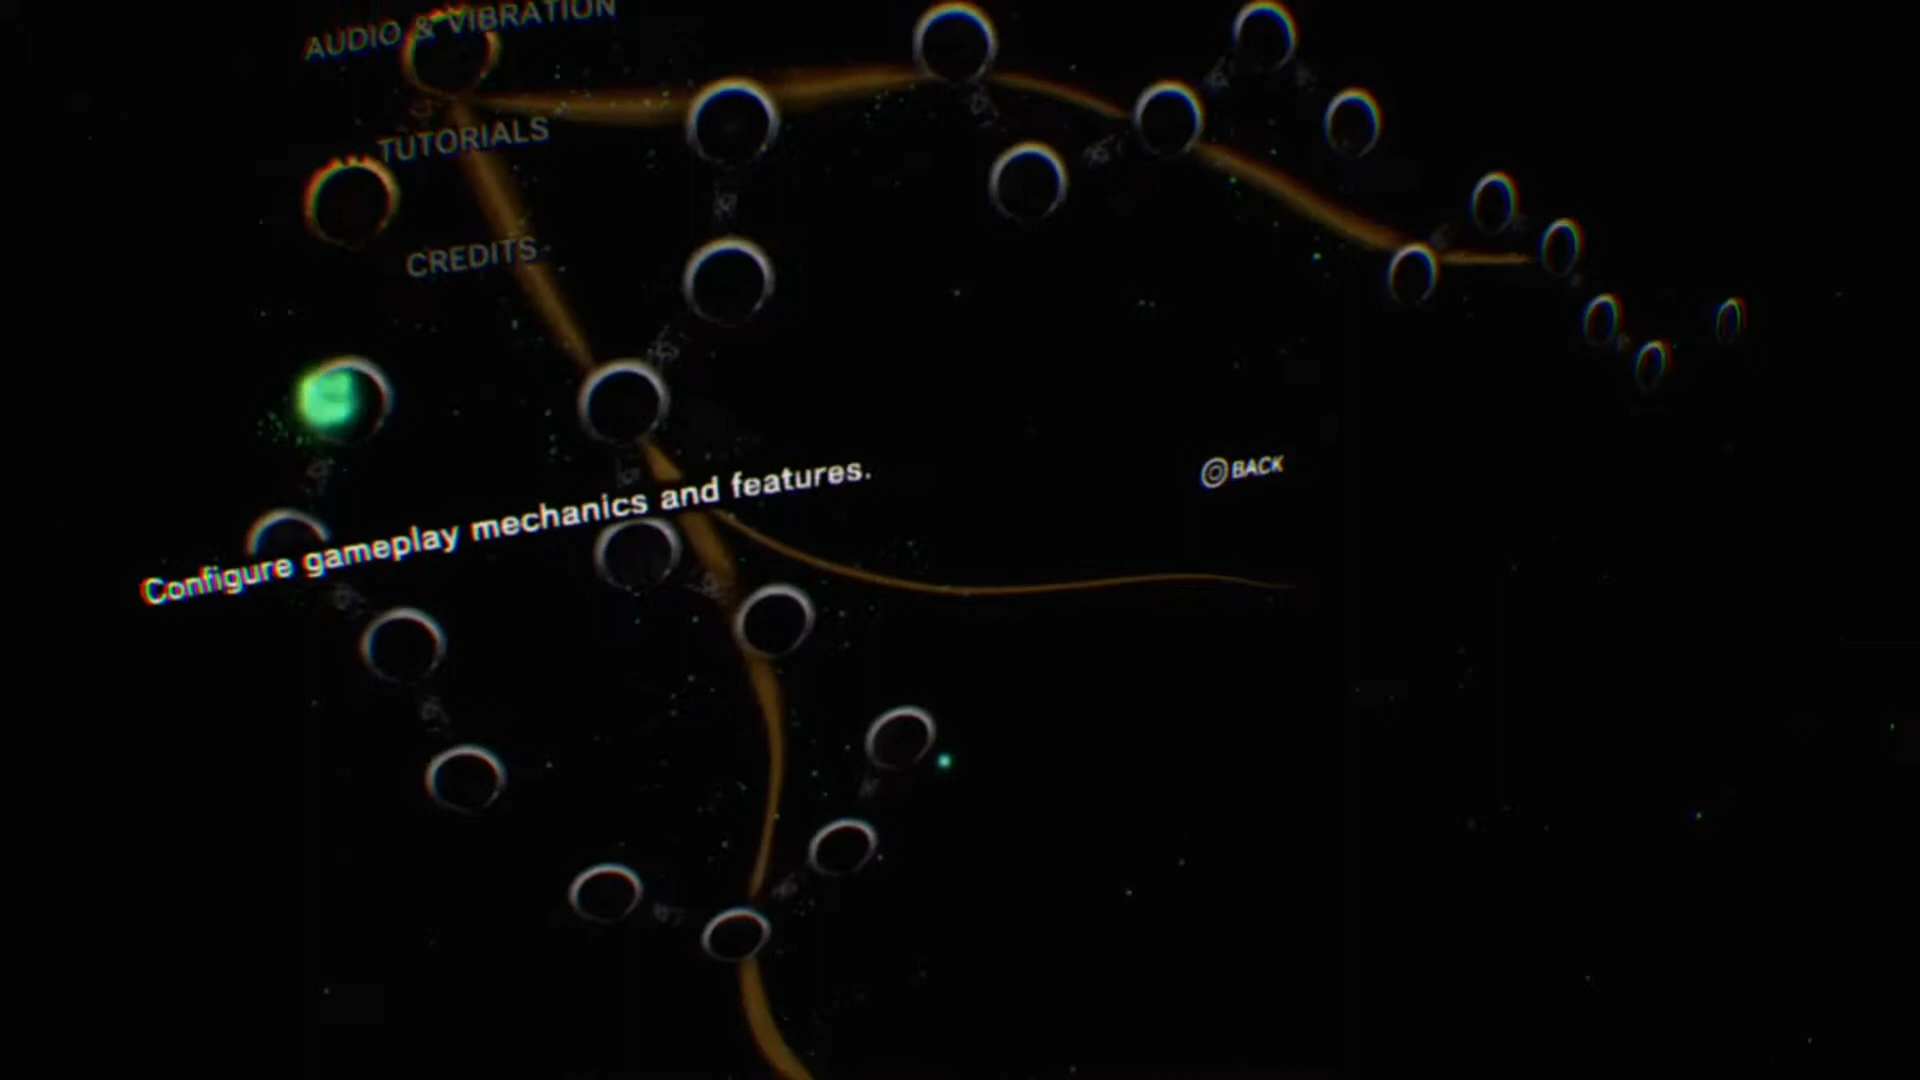 AUDIO & VIBRATION
TUTORIALS
CREDITS
BACK
Configure gameplay mechanics and features.